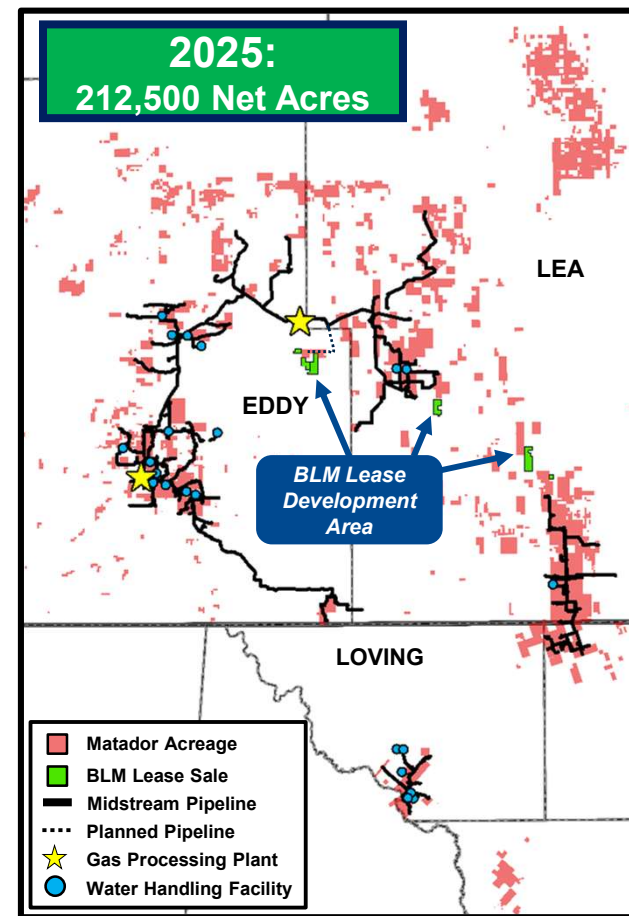 2025:
212,500 Net Acres
LEA
EDDY
BLM Lease
Development
Area
LOVING
Matador Acreage
BLM Lease Sale
Midstream Pipeline
Planned Pipeline
Gas Processing Plant
Water Handling Facility